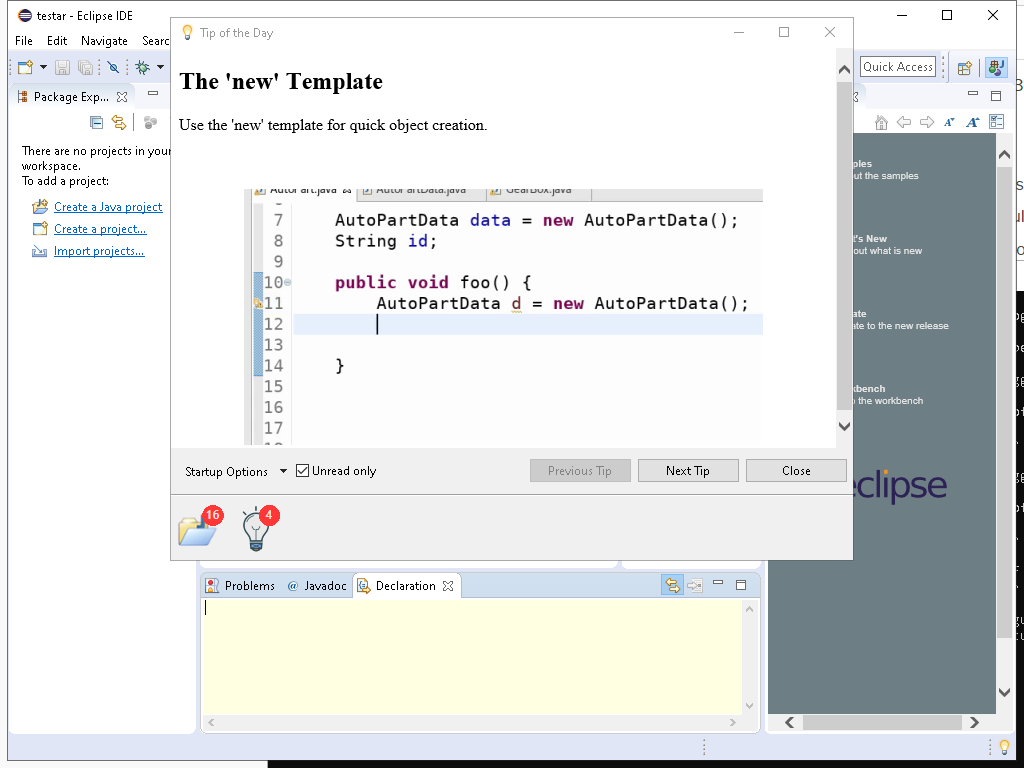 testar - Eclipse IDE
File Edit Navigate Searc
Quick Access
Package Exp...
There are no projects in your
workspace.
To add a project:
Create a Java project
Create a project...
Import projects...
Tip of the Day
The 'new' Template
Use the 'new' template for quick object creation.
AutoPart.java AutoPartData.java GearBox.java
7 AutoPartData data = new AutoPartData();
8 String id;
9
10 public void foo() {
11 AutoPartData d = new AutoPartData();
12
13
14 }
15
16
17
18
Startup Options Unread only Previous Tip Next Tip Close
16 4
ples
out the samples
t's New
out what is new
ate
ate to the new release
kbench
the workbench
eclipse
Problems @ Javadoc Declaration